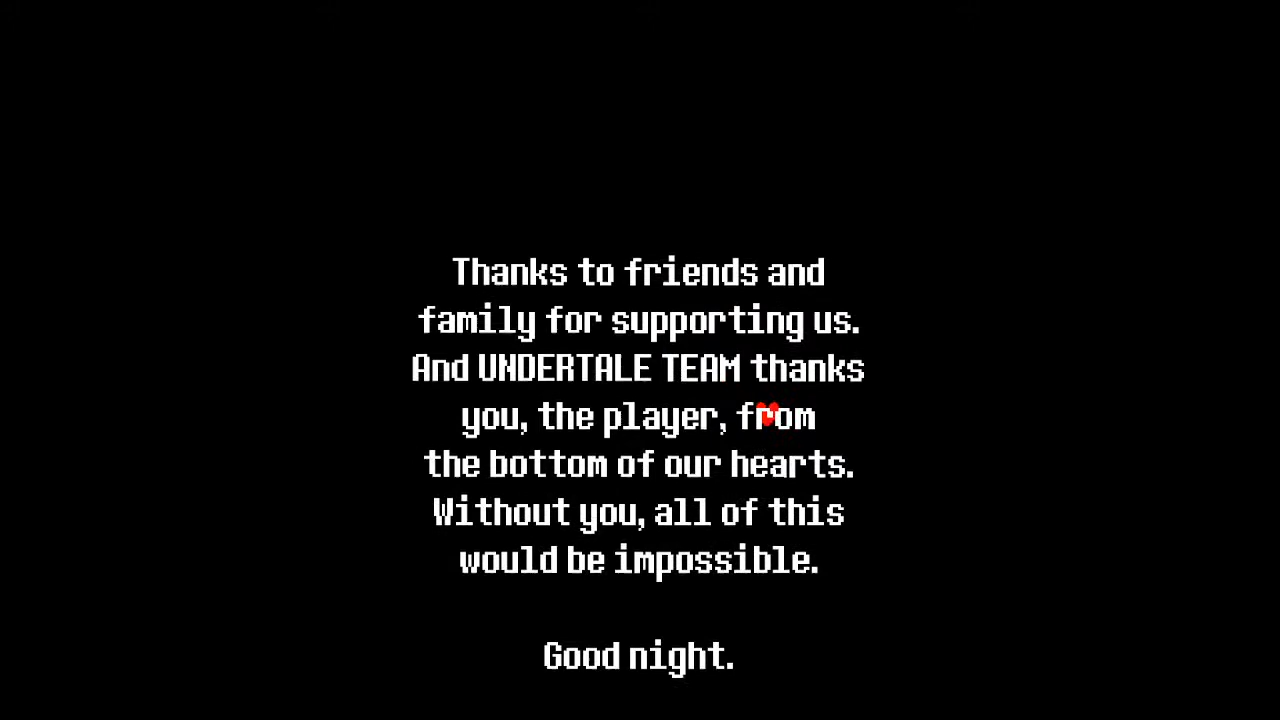 Thanks to friends and
family for supporting us.
And UNDERTALE TEAM thanks
you, the player, from
the bottom of our hearts.
Without you, all of this
would be impossible.
Good night.